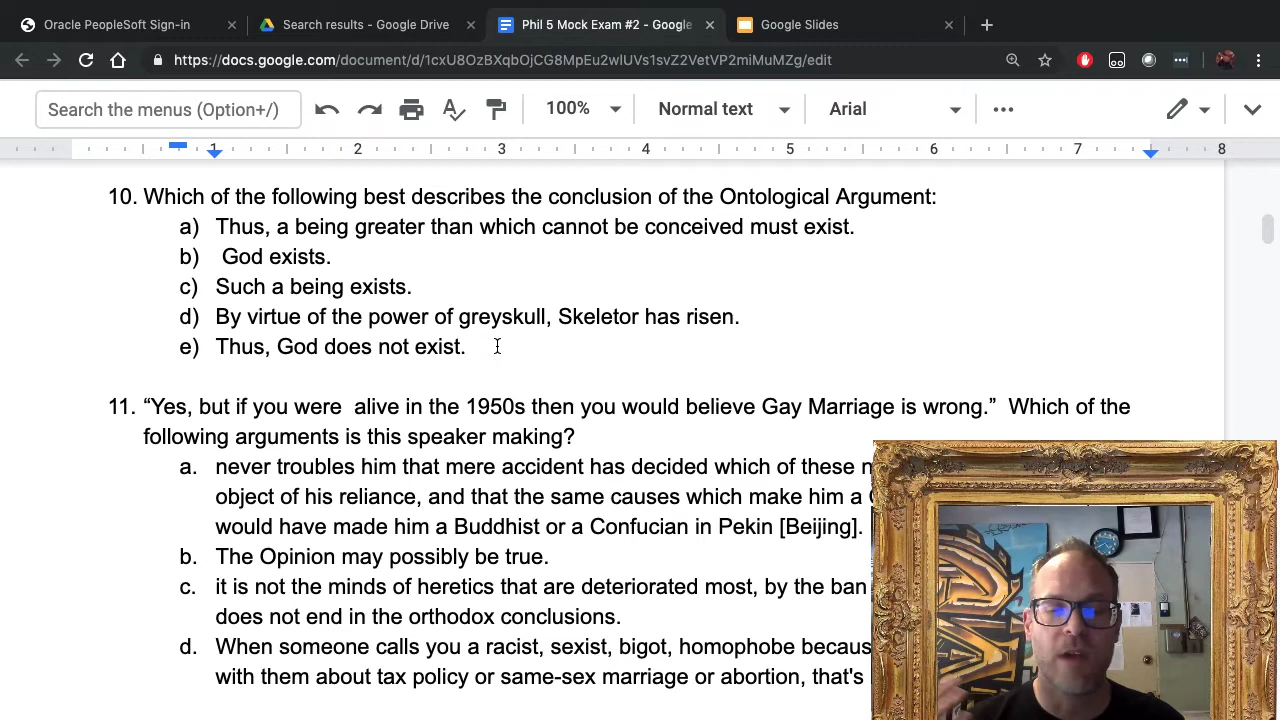 Oracle PeopleSoft Sign-in
Search results - Google Drive
Phil 5 Mock Exam #2 - Google
Google Slides
https://docs.google.com/document/d/1cxU8OzBXqbOjCG8MpEu2wlUVs1svZ2VetVP2miMuMZg/edit
Search the menus (Option+/)
100%
Normal text
Arial
1 2 3 4 5 6 7 8
10. Which of the following best describes the conclusion of the Ontological Argument:
a) Thus, a being greater than which cannot be conceived must exist.
b) God exists.
c) Such a being exists.
d) By virtue of the power of greyskull, Skeletor has risen.
e) Thus, God does not exist.
11. “Yes, but if you were alive in the 1950s then you would believe Gay Marriage is wrong.” Which of the
following arguments is this speaker making?
a. never troubles him that mere accident has decided which of these
object of his reliance, and that the same causes which make him a
would have made him a Buddhist or a Confucian in Pekin [Beijing].
b. The Opinion may possibly be true.
c. it is not the minds of heretics that are deteriorated most, by the ban
does not end in the orthodox conclusions.
d. When someone calls you a racist, sexist, bigot, homophobe because
with them about tax policy or same-sex marriage or abortion, that's